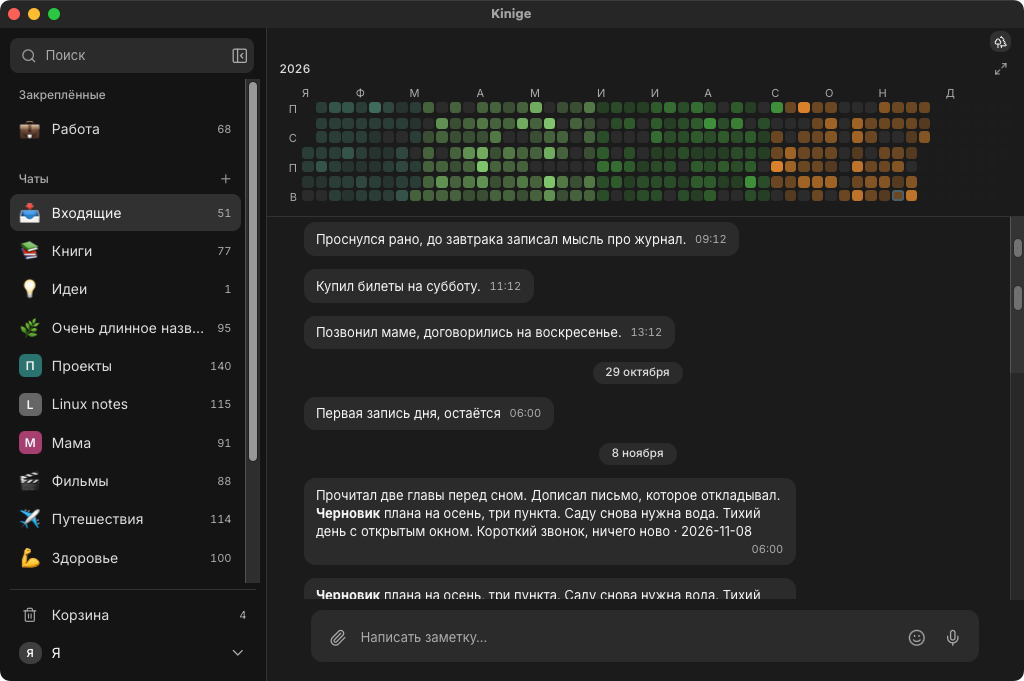 Kinige
Поиск
Закреплённые
Работа 68
Чаты
Входящие 51
Книги 77
Идеи 1
Очень длинное назв... 95
П Проекты 140
L Linux notes 115
М Мама 91
Фильмы 88
Путешествия 114
Здоровье 100
Корзина 4
Я Я
2026
Я Ф М А М И И А С О Н Д
П
С
П
В
Проснулся рано, до завтрака записал мысль про журнал. 09:12
Купил билеты на субботу. 11:12
Позвонил маме, договорились на воскресенье. 13:12
29 октября
Первая запись дня, остаётся 06:00
8 ноября
Прочитал две главы перед сном. Дописал письмо, которое откладывал.
Черновик плана на осень, три пункта. Саду снова нужна вода. Тихий
день с открытым окном. Короткий звонок, ничего ново · 2026-11-08
06:00
Черновик плана на осень, три пункта. Саду снова нужна вода. Тихий
Написать заметку...